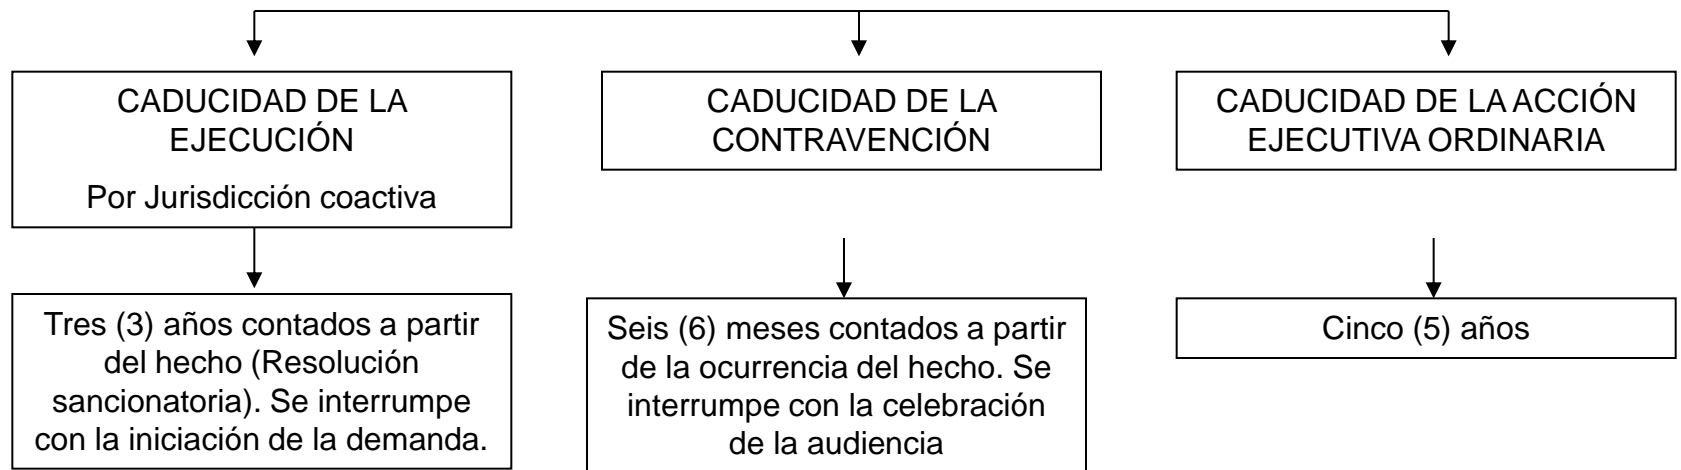 CADUCIDAD DE LA
EJECUCIÓN
Por Jurisdicción coactiva
CADUCIDAD DE LA
CONTRAVENCIÓN
CADUCIDAD DE LA ACCIÓN
EJECUTIVA ORDINARIA
Tres (3) años contados a partir
del hecho (Resolución
sancionatoria). Se interrumpe
con la iniciación de la demanda.
Seis (6) meses contados a partir
de la ocurrencia del hecho. Se
interrumpe con la celebración
de la audiencia
Cinco (5) años